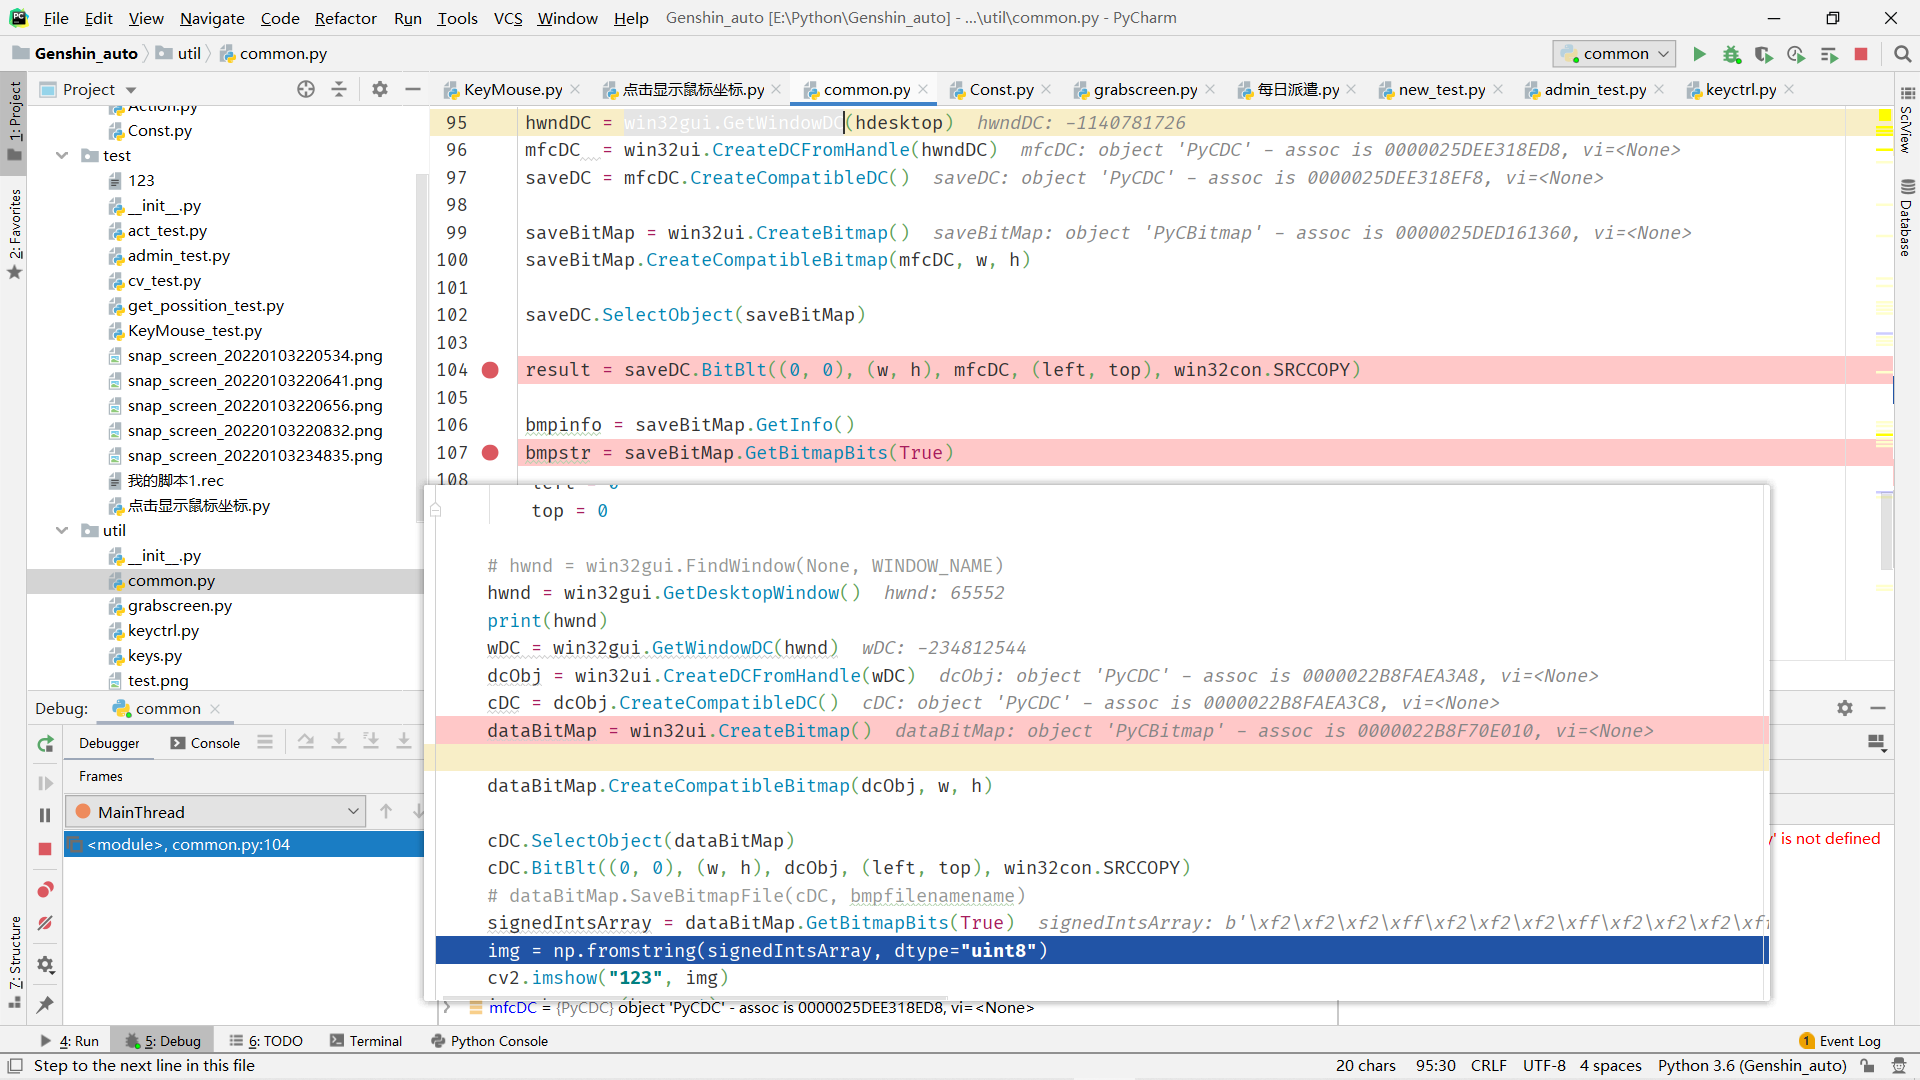 File Edit View Navigate Code Refactor Run Tools VCS Window Help Genshin_auto [E:\Python\Genshin_auto] - ...\util\common.py - PyCharm
Genshin_auto util common.py common
Project KeyMouse.py 点击显示鼠标坐标.py common.py Const.py grabscreen.py 每日派遣.py new_test.py admin_test.py keyctrl.py
1: Project
2: Favorites
7: Structure
SciView
Database
Action.py
Const.py
test
123
__init__.py
act_test.py
admin_test.py
cv_test.py
get_possition_test.py
KeyMouse_test.py
snap_screen_20220103220534.png
snap_screen_20220103220641.png
snap_screen_20220103220656.png
snap_screen_20220103220832.png
snap_screen_20220103234835.png
我的脚本1.rec
点击显示鼠标坐标.py
util
__init__.py
common.py
grabscreen.py
keyctrl.py
keys.py
test.png
95 hwndDC = win32gui.GetWindowDC(hdesktop) hwndDC: -1140781726
96 mfcDC = win32ui.CreateDCFromHandle(hwndDC) mfcDC: object 'PyCDC' - assoc is 0000025DEE318ED8, vi=<None>
97 saveDC = mfcDC.CreateCompatibleDC() saveDC: object 'PyCDC' - assoc is 0000025DEE318EF8, vi=<None>
98
99 saveBitMap = win32ui.CreateBitmap() saveBitMap: object 'PyCBitmap' - assoc is 0000025DED161360, vi=<None>
100 saveBitMap.CreateCompatibleBitmap(mfcDC, w, h)
101
102 saveDC.SelectObject(saveBitMap)
103
104 result = saveDC.BitBlt((0, 0), (w, h), mfcDC, (left, top), win32con.SRCCOPY)
105
106 bmpinfo = saveBitMap.GetInfo()
107 bmpstr = saveBitMap.GetBitmapBits(True)
108
left = 0
top = 0
# hwnd = win32gui.FindWindow(None, WINDOW_NAME)
hwnd = win32gui.GetDesktopWindow() hwnd: 65552
print(hwnd)
wDC = win32gui.GetWindowDC(hwnd) wDC: -234812544
dcObj = win32ui.CreateDCFromHandle(wDC) dcObj: object 'PyCDC' - assoc is 0000022B8FAEA3A8, vi=<None>
cDC = dcObj.CreateCompatibleDC() cDC: object 'PyCDC' - assoc is 0000022B8FAEA3C8, vi=<None>
dataBitMap = win32ui.CreateBitmap() dataBitMap: object 'PyCBitmap' - assoc is 0000022B8F70E010, vi=<None>
dataBitMap.CreateCompatibleBitmap(dcObj, w, h)
cDC.SelectObject(dataBitMap)
cDC.BitBlt((0, 0), (w, h), dcObj, (left, top), win32con.SRCCOPY)
# dataBitMap.SaveBitmapFile(cDC, bmpfilenamename)
signedIntsArray = dataBitMap.GetBitmapBits(True) signedIntsArray: b'\xf2\xf2\xf2\xff\xf2\xf2\xf2\xff\xf2\xf2\xf2\xf
img = np.fromstring(signedIntsArray, dtype="uint8")
cv2.imshow("123", img)
Debug: common
Debugger Console
Frames
MainThread
<module>, common.py:104
' is not defined
mfcDC = {PyCDC} object 'PyCDC' - assoc is 0000025DEE318ED8, vi=<None>
4: Run 5: Debug 6: TODO Terminal Python Console 1 Event Log
Step to the next line in this file 20 chars 95:30 CRLF UTF-8 4 spaces Python 3.6 (Genshin_auto)